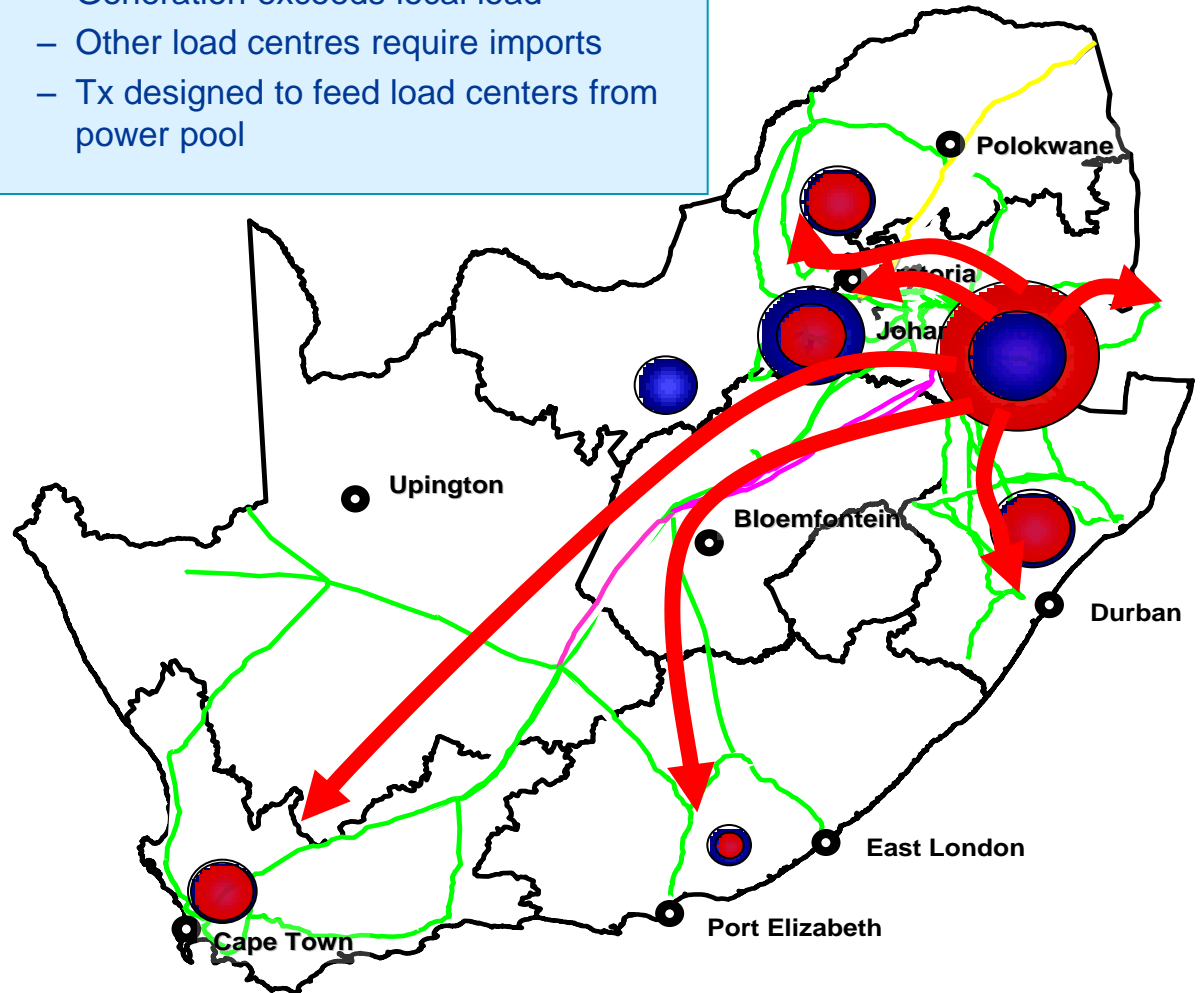 – Other load centres require imports
– Tx designed to feed load centers from
power pool
Polokwane
Upington
Bloemfontein
Durban
East London
Port Elizabeth
Cape Town